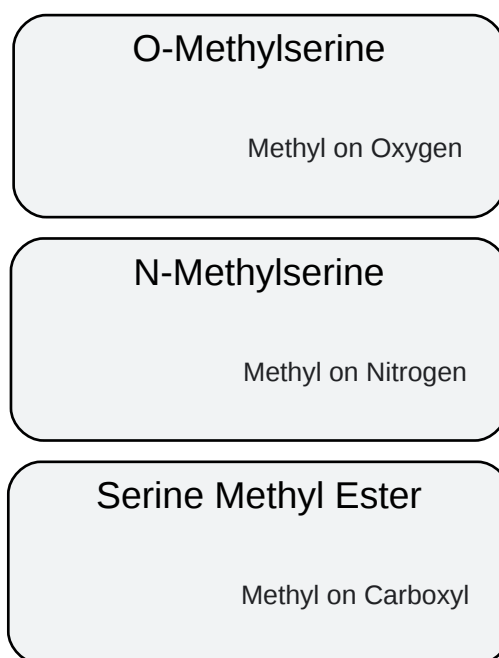 O-Methylserine
Methyl on Oxygen
N-Methylserine
Methyl on Nitrogen
Serine Methyl Ester
Methyl on Carboxyl